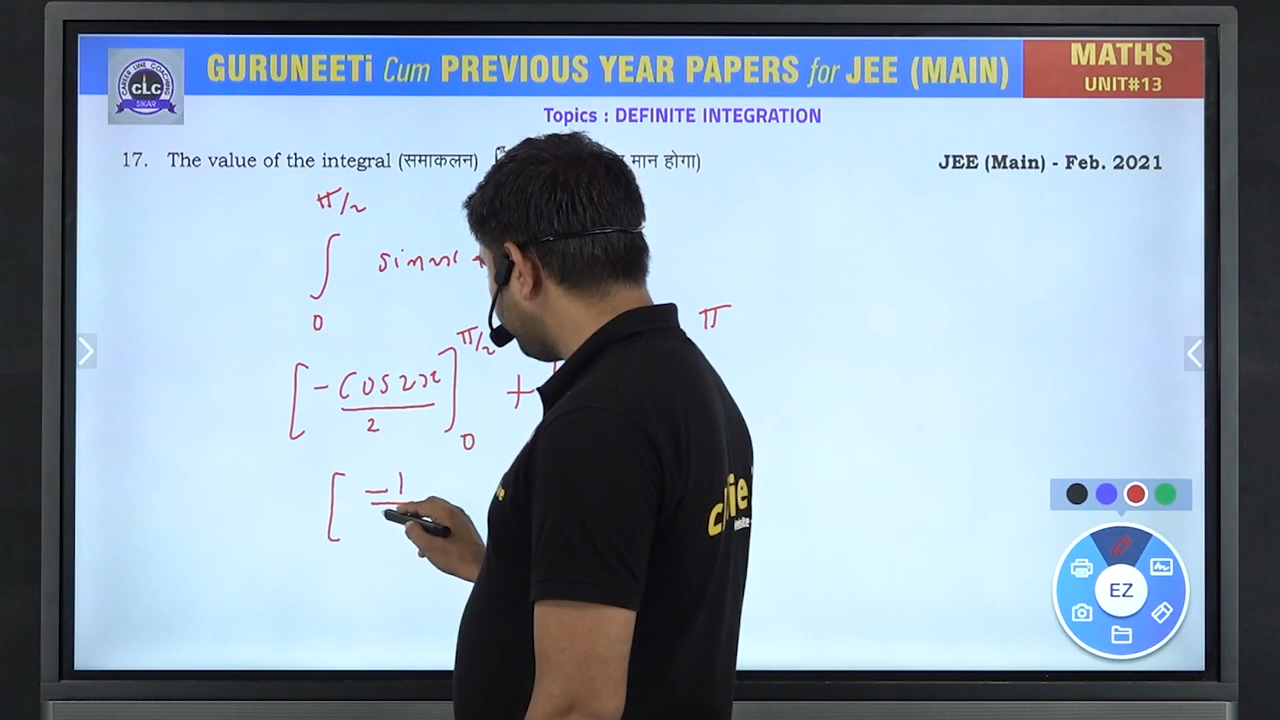 GURUNEETi Cum PREVIOUS YEAR PAPERS for JEE (MAIN)
MATHS
UNIT#13
CAREER LINE COACHING
CLC
SIKAR
Topics : DEFINITE INTEGRATION
17. The value of the integral (समाकलन) मान होगा)
JEE (Main) - Feb. 2021
π/2
∫ sin
0
π
[-cos2x/2] π/2 0 +
[ -1
EZ